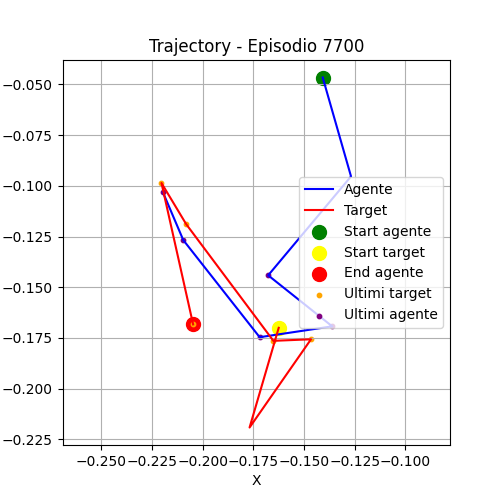 Trajectory - Episodio 7700
−0.050
−0.075
−0.100
−0.125
−0.150
−0.175
−0.200
−0.225
Agente
Target
Start agente
Start target
End agente
Ultimi target
Ultimi agente
−0.250 −0.225 −0.200 −0.175 −0.150 −0.125 −0.100
X